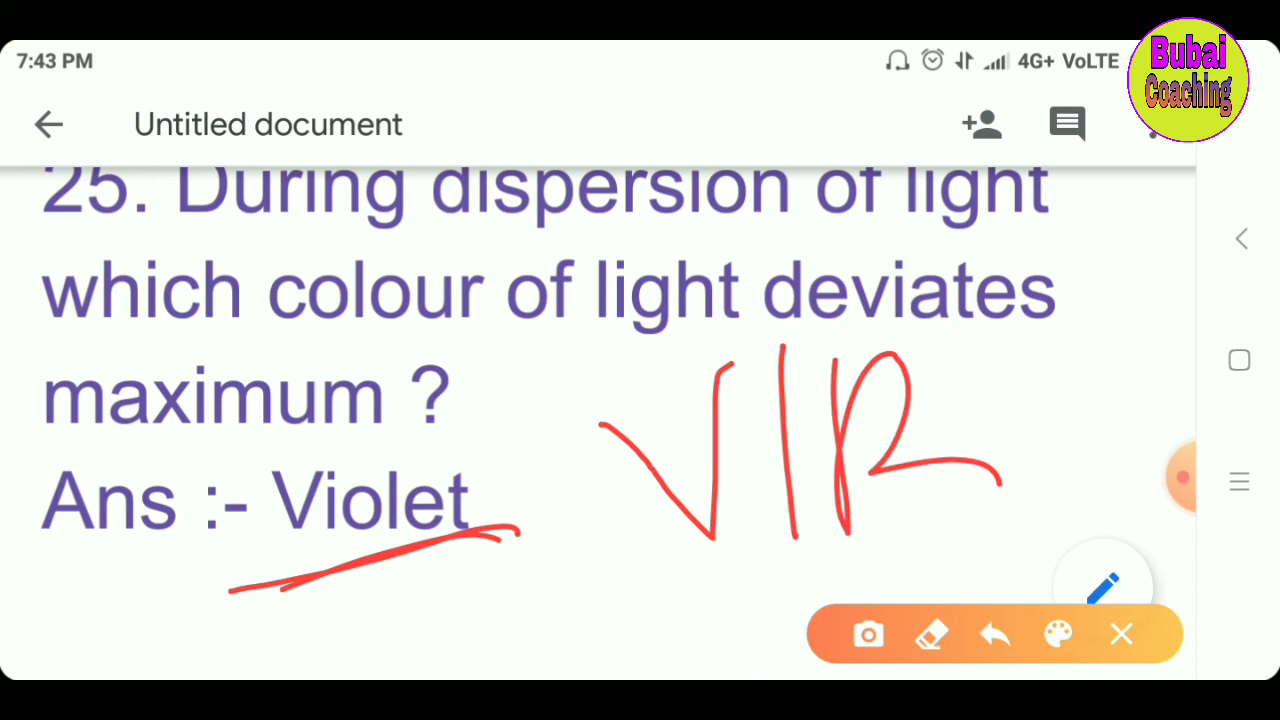 7:43 PM 4G+ VoLTE
Bubai
Coaching
Untitled document
25. During dispersion of light
which colour of light deviates
maximum ?
VIR
Ans :- Violet